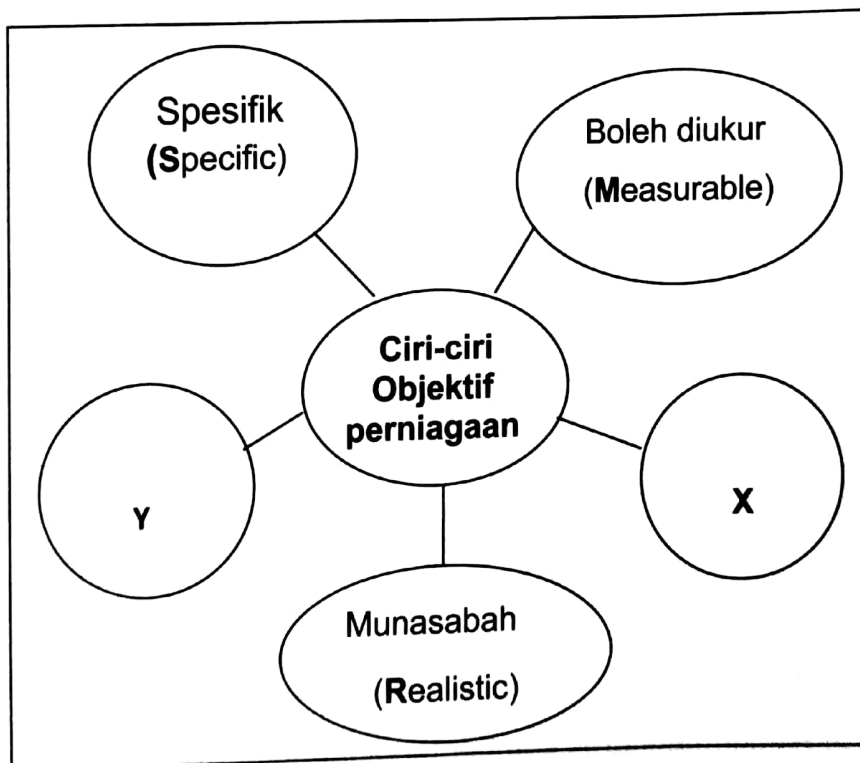 Spesifik
(Specific)
Boleh diukur
(Measurable)
Ciri-ciri
Objektif
perniagaan
Y
X
Munasabah
(Realistic)